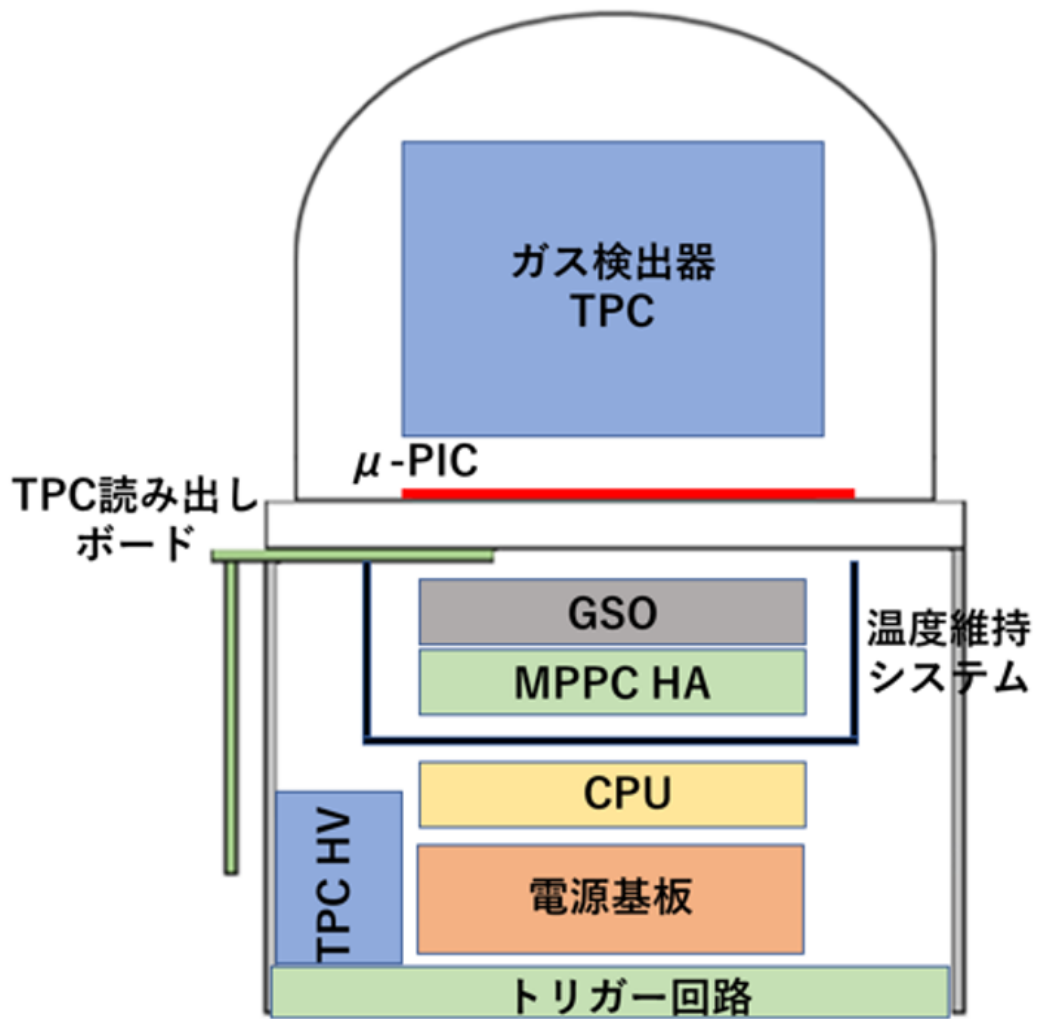 ガス検出器
TPC
μ-PIC
TPC読み出し
ボード
GSO
温度維持
システム
MPPC HA
CPU
TPC HV
電源基板
トリガー回路